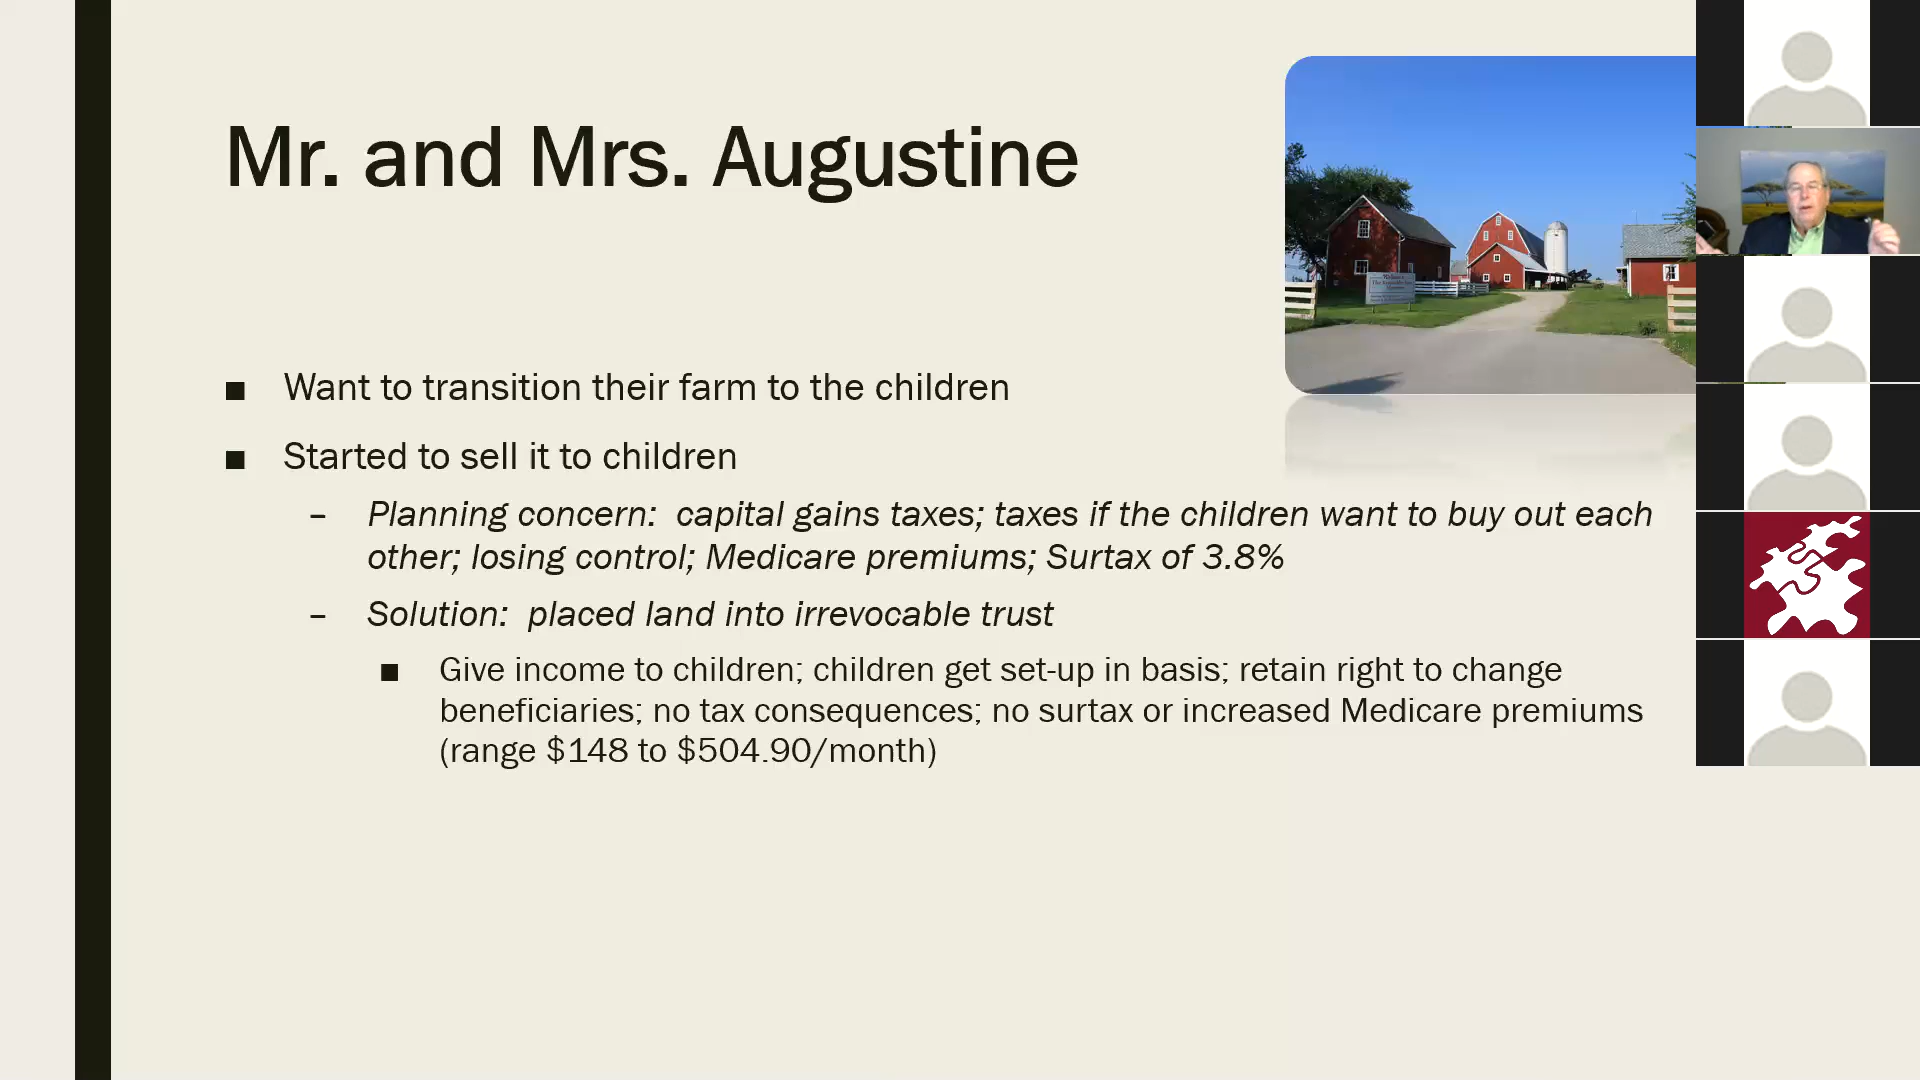 Mr. and Mrs. Augustine
■ Want to transition their farm to the children
■ Started to sell it to children
– Planning concern:  capital gains taxes; taxes if the children want to buy out each
other; losing control; Medicare premiums; Surtax of 3.8%
– Solution:  placed land into irrevocable trust
■ Give income to children; children get set-up in basis; retain right to change
beneficiaries; no tax consequences; no surtax or increased Medicare premiums
(range $148 to $504.90/month)